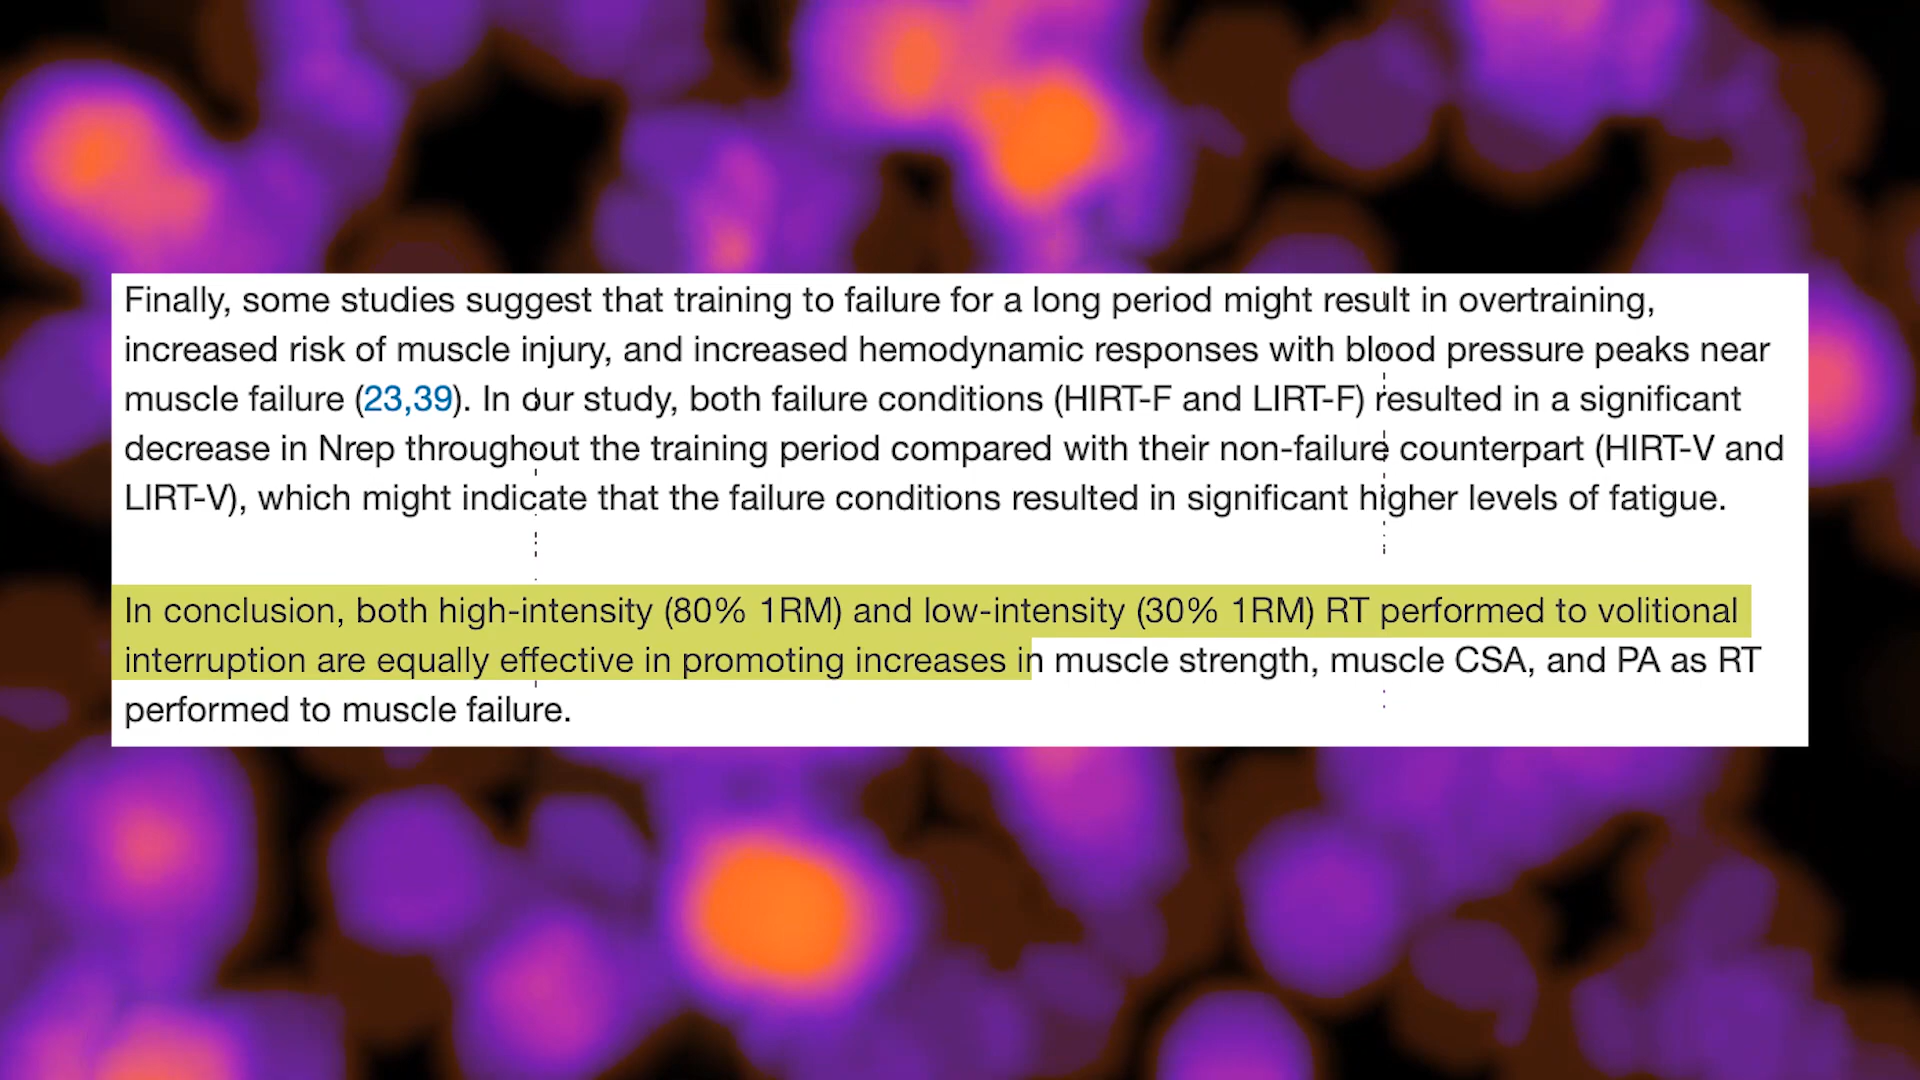 Finally, some studies suggest that training to failure for a long period might result in overtraining,
increased risk of muscle injury, and increased hemodynamic responses with blood pressure peaks near
muscle failure (23,39). In our study, both failure conditions (HIRT-F and LIRT-F) resulted in a significant
decrease in Nrep throughout the training period compared with their non-failure counterpart (HIRT-V and
LIRT-V), which might indicate that the failure conditions resulted in significant higher levels of fatigue.
In conclusion, both high-intensity (80% 1RM) and low-intensity (30% 1RM) RT performed to volitional
interruption are equally effective in promoting increases in muscle strength, muscle CSA, and PA as RT
performed to muscle failure.